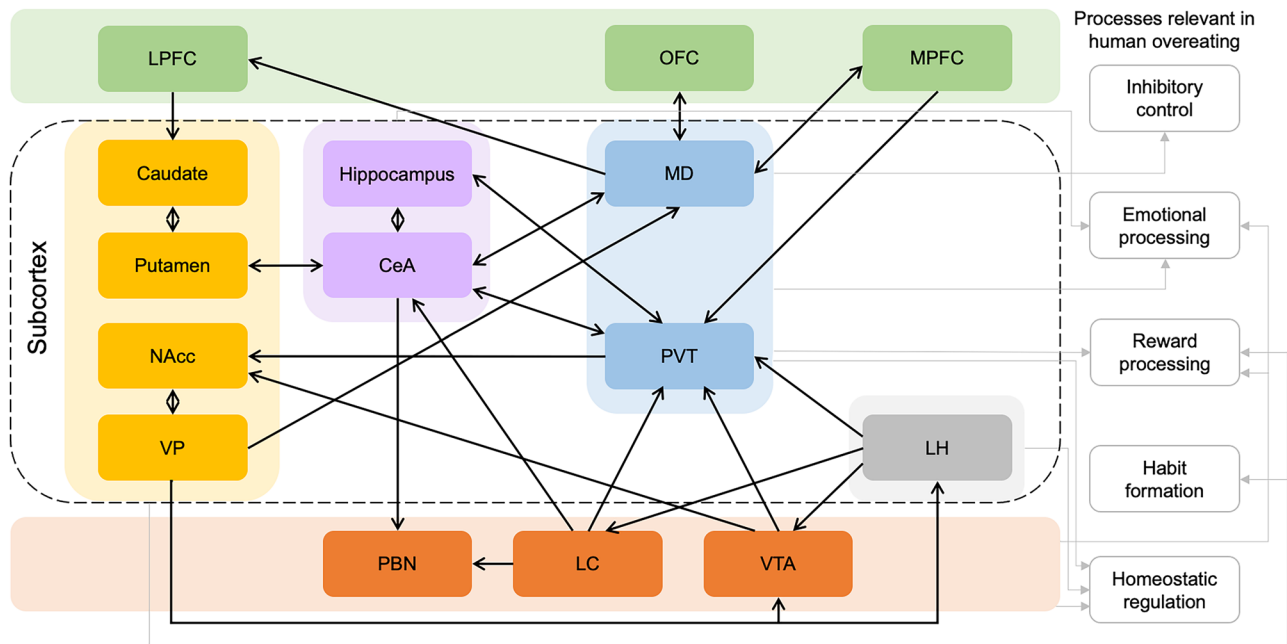 Processes relevant in
human overeating
LPFC
OFC
MPFC
Inhibitory
control
Subcortex
Caudate
Hippocampus
MD
Emotional
processing
Putamen
CeA
NAcc
PVT
Reward
processing
VP
LH
Habit
formation
PBN
LC
VTA
Homeostatic
regulation